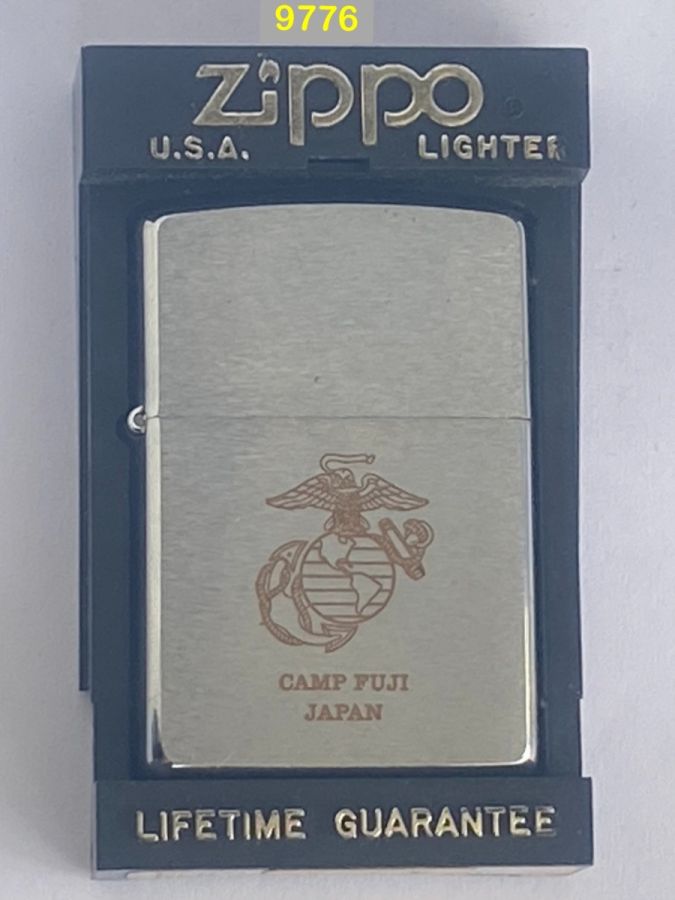 9776
Zippo ®
U.S.A. LIGHTER
CAMP FUJI
JAPAN
LIFETIME GUARANTEE